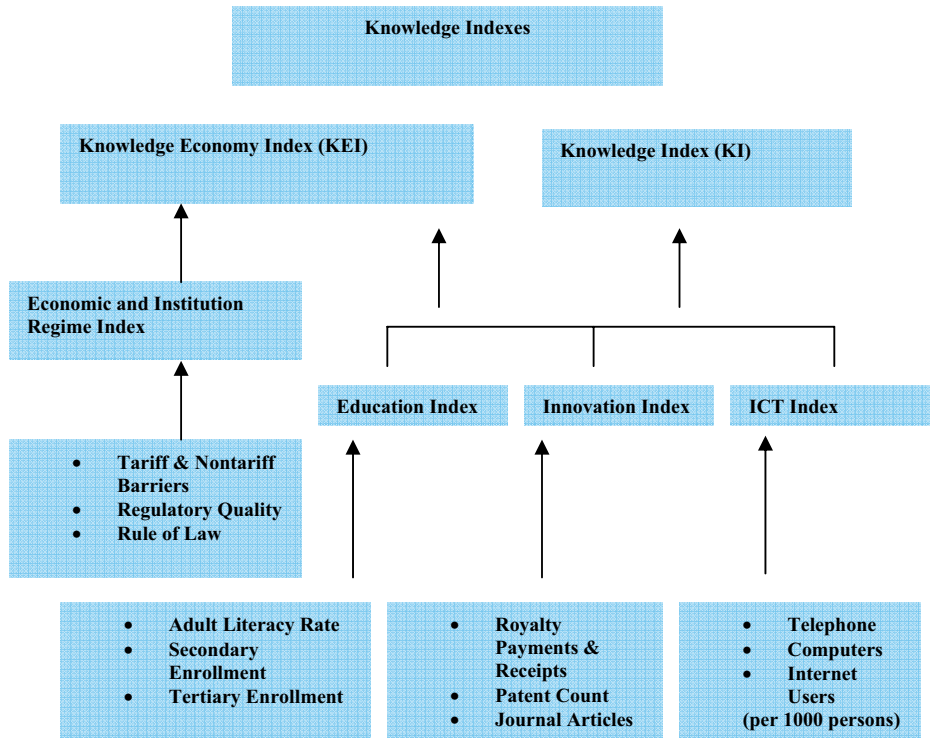 Knowledge Indexes
Knowledge Economy Index (KEI)
Knowledge Index (KI)
Economic and Institution
Regime Index
Education Index
Innovation Index
ICT Index
• Tariff & Nontariff
Barriers
• Regulatory Quality
• Rule of Law
• Adult Literacy Rate
• Secondary
Enrollment
• Tertiary Enrollment
• Royalty
Payments &
Receipts
• Patent Count
• Journal Articles
• Telephone
• Computers
• Internet
Users
(per 1000 persons)